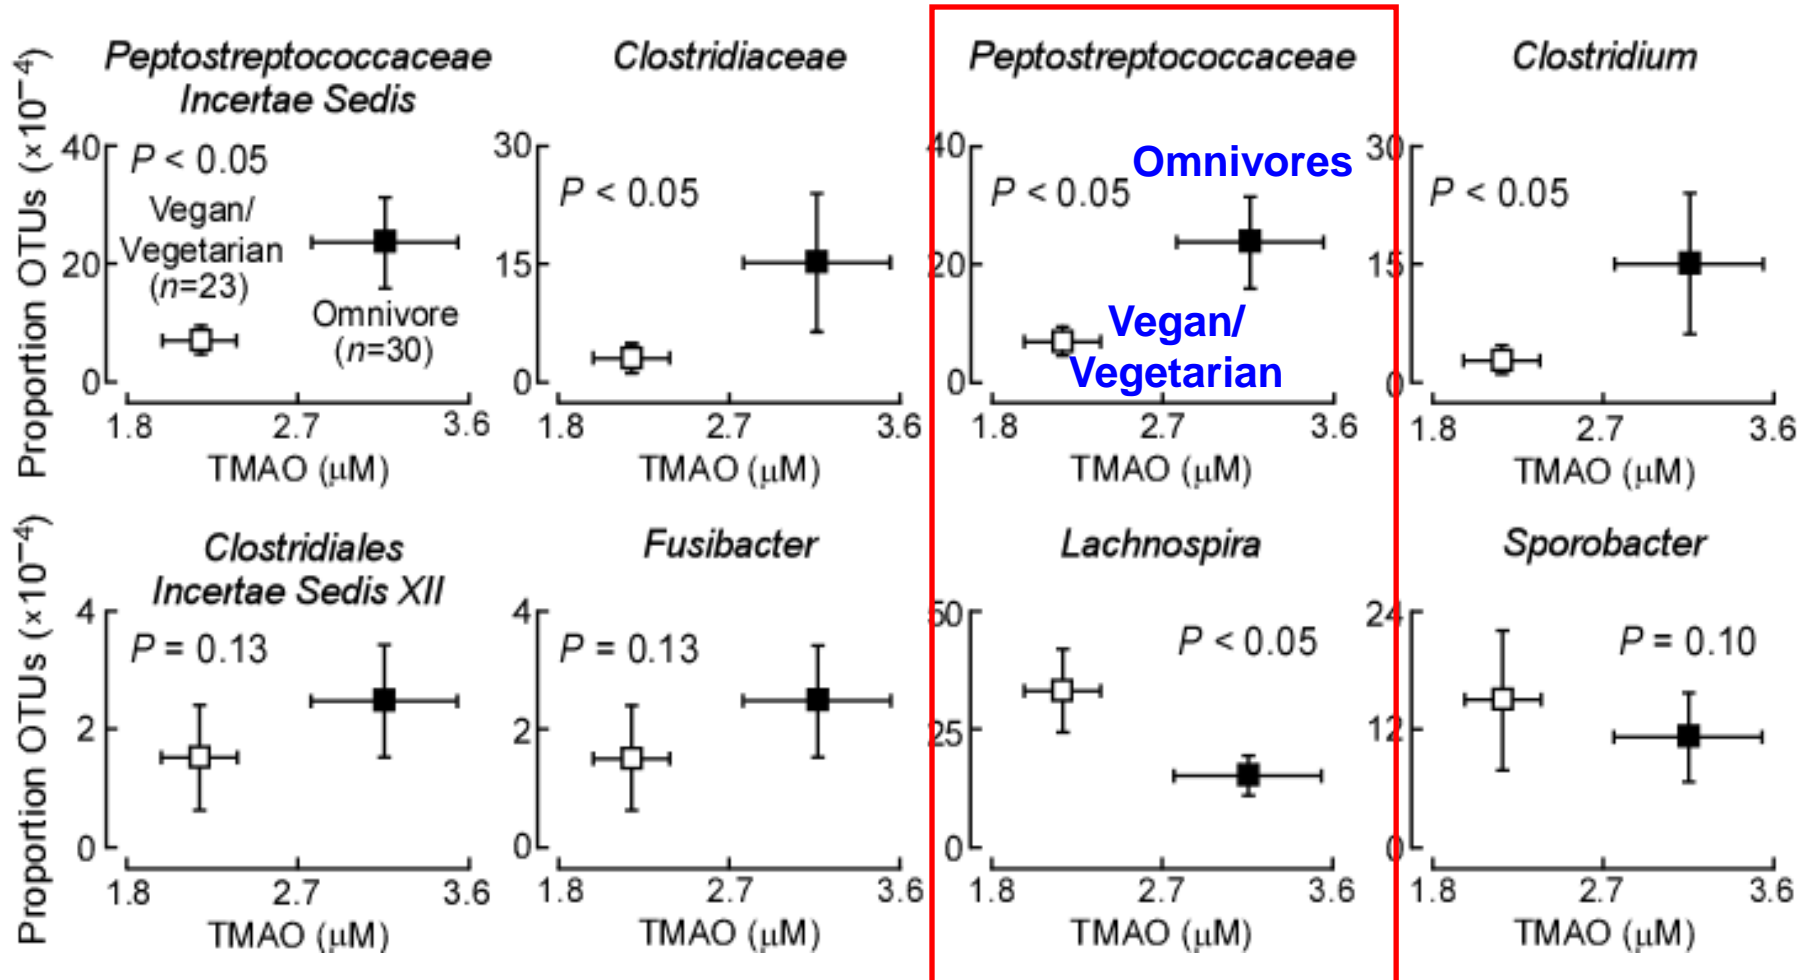 Peptostreptococcaceae
Incertae Sedis
Clostridiaceae
Peptostreptococcaceae
Clostridium
Proportion OTUs (×10⁻⁴)
40
20
0
P < 0.05
Vegan/
Vegetarian
(n=23)
Omnivore
(n=30)
1.8 2.7 3.6
TMAO (μM)
30
15
0
P < 0.05
1.8 2.7 3.6
TMAO (μM)
40
20
0
P < 0.05
Omnivores
Vegan/
Vegetarian
1.8 2.7 3.6
TMAO (μM)
30
15
0
P < 0.05
1.8 2.7 3.6
TMAO (μM)
Clostridiales
Incertae Sedis XII
Fusibacter
Lachnospira
Sporobacter
Proportion OTUs (×10⁻⁴)
4
2
0
P = 0.13
1.8 2.7 3.6
TMAO (μM)
4
2
0
P = 0.13
1.8 2.7 3.6
TMAO (μM)
50
25
0
P < 0.05
1.8 2.7 3.6
TMAO (μM)
24
12
0
P = 0.10
1.8 2.7 3.6
TMAO (μM)